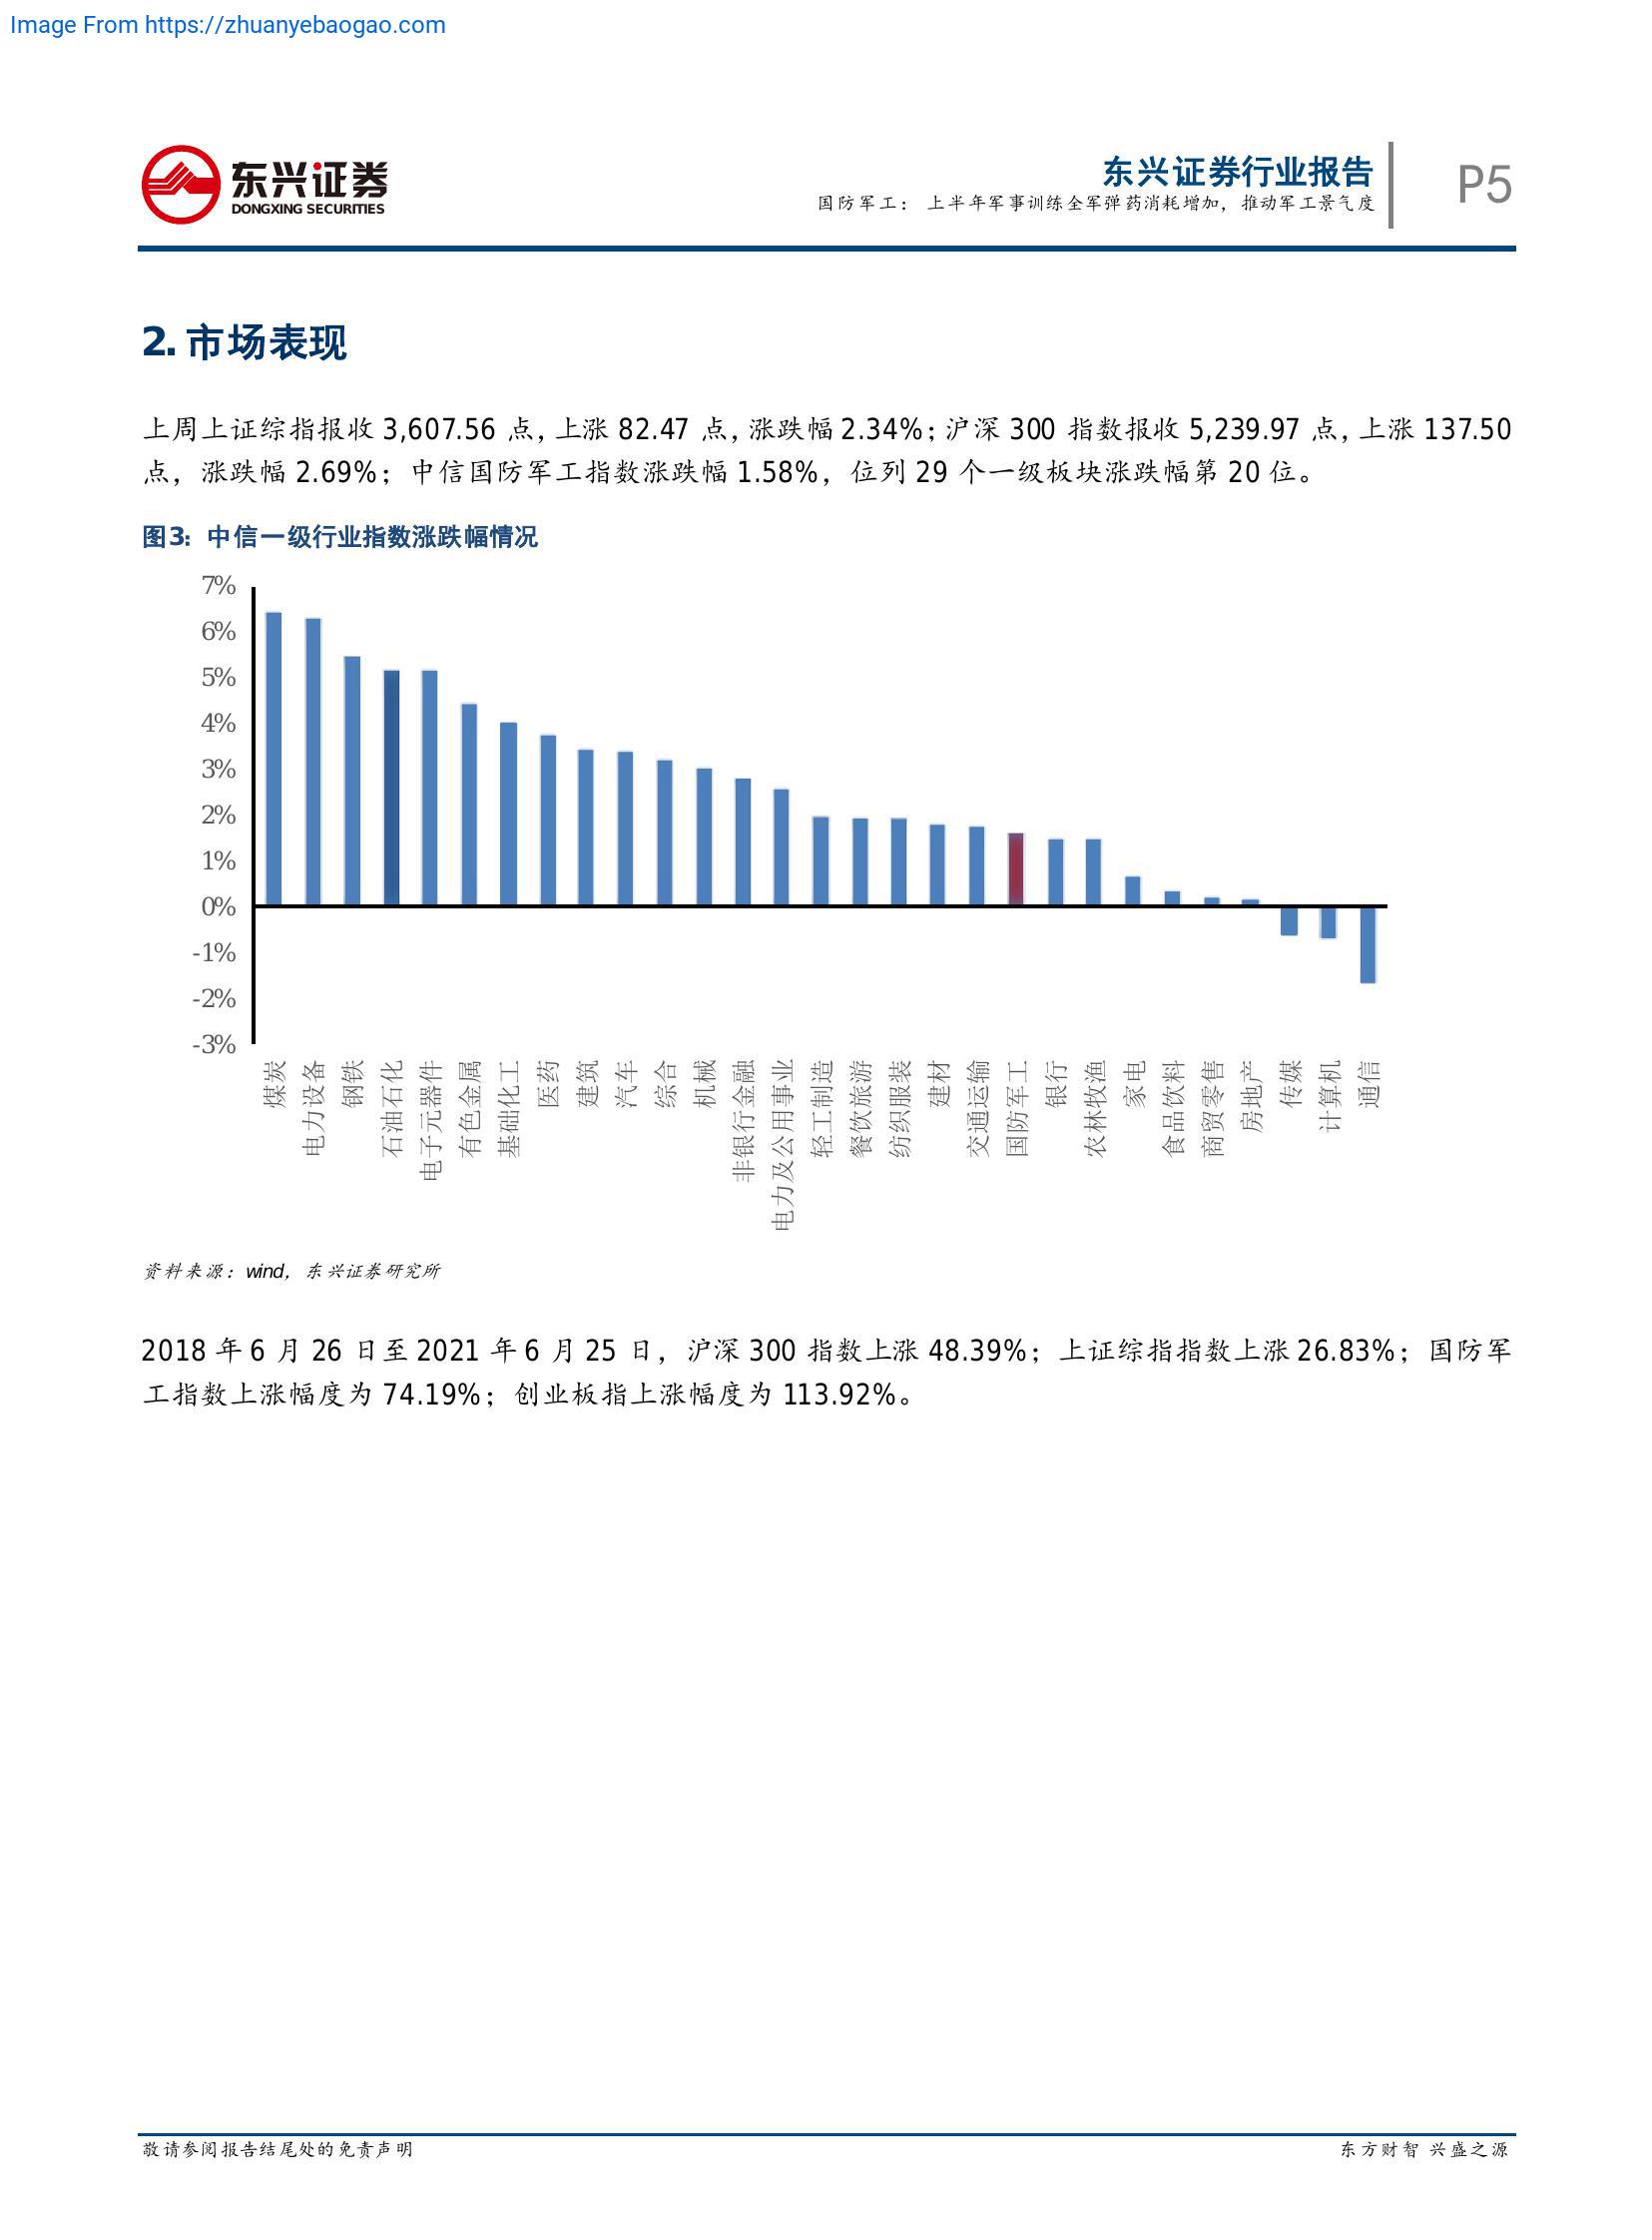 Image From https://zhuanyebaogao.com
东兴证券
DONGXING SECURITIES
东兴证券行业报告
国防军工： 上半年军事训练全军弹药消耗增加，推动军工景气度
P5
2. 市场表现
上周上证综指报收 3,607.56 点，上涨 82.47 点，涨跌幅 2.34%；沪深 300 指数报收 5,239.97 点，上涨 137.50
点，涨跌幅 2.69%；中信国防军工指数涨跌幅 1.58%，位列 29 个一级板块涨跌幅第 20 位。
图3: 中信一级行业指数涨跌幅情况
7%
6%
5%
4%
3%
2%
1%
0%
-1%
-2%
-3%
煤炭
电力设备
钢铁
石油石化
电子元器件
有色金属
基础化工
医药
建筑
汽车
综合
机械
非银行金融
电力及公用事业
轻工制造
餐饮旅游
纺织服装
建材
交通运输
国防军工
银行
农林牧渔
家电
食品饮料
商贸零售
房地产
传媒
计算机
通信
资料来源：wind，东兴证券研究所
2018 年 6 月 26 日至 2021 年 6 月 25 日，沪深 300 指数上涨 48.39%；上证综指指数上涨 26.83%；国防军
工指数上涨幅度为 74.19%；创业板指上涨幅度为 113.92%。
敬请参阅报告结尾处的免责声明
东方财智 兴盛之源